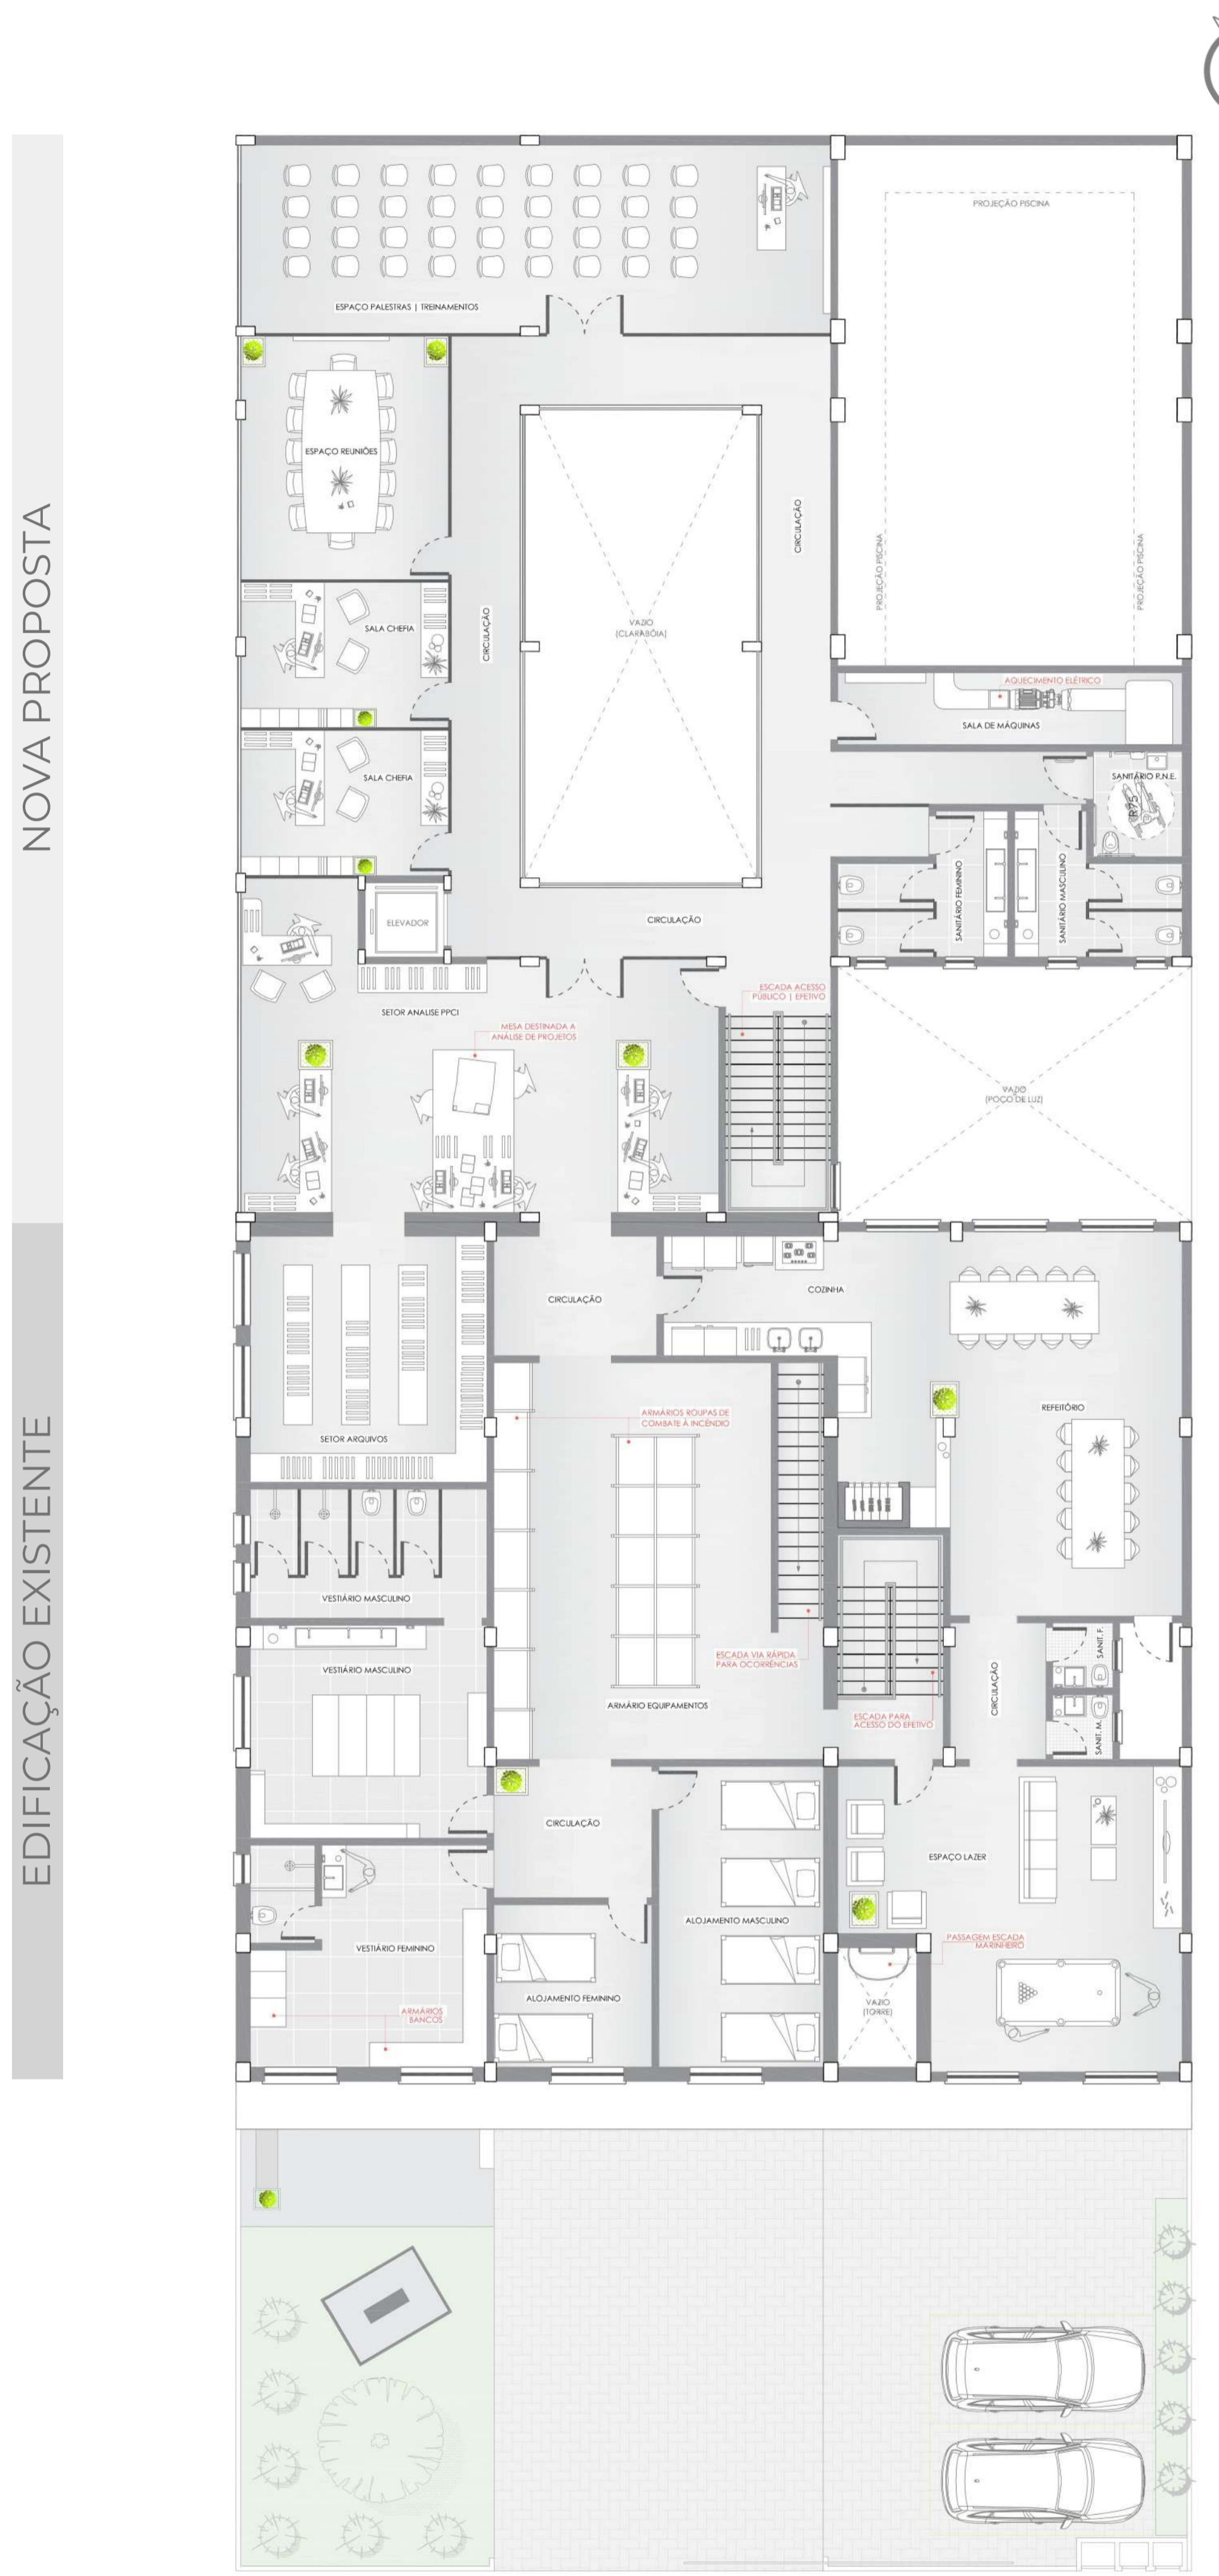 NOVA PROPOSTA
EDIFICAÇÃO EXISTENTE
PROJEÇÃO PISCINA
ESPAÇO PALESTRAS | TREINAMENTOS
ESPAÇO REUNIÕES
CIRCULAÇÃO
PROJEÇÃO PISCINA
PROJEÇÃO PISCINA
SALA CHEFIA
CIRCULAÇÃO
VAZIO
(CLARABÓIA)
AQUECIMENTO ELÉTRICO
SALA DE MÁQUINAS
SALA CHEFIA
SANITÁRIO P.N.E.
R75
SANITÁRIO FEMININO
SANITÁRIO MASCULINO
ELEVADOR
CIRCULAÇÃO
ESCADA ACESSO
PÚBLICO | EFETIVO
SETOR ANALISE PPCI
MESA DESTINADA A
ANÁLISE DE PROJETOS
VAZIO
(POÇO DE LUZ)
CIRCULAÇÃO
COZINHA
ARMÁRIOS ROUPAS DE
COMBATE À INCÊNDIO
REFEITÓRIO
SETOR ARQUIVOS
VESTIÁRIO MASCULINO
VESTIÁRIO MASCULINO
ESCADA VIA RÁPIDA
PARA OCORRÊNCIAS
SANIT. F.
CIRCULAÇÃO
ARMÁRIO EQUIPAMENTOS
ESCADA PARA
ACESSO DO EFETIVO
SANIT. M.
CIRCULAÇÃO
ESPAÇO LAZER
ALOJAMENTO MASCULINO
VESTIÁRIO FEMININO
PASSAGEM ESCADA
MARINHEIRO
ALOJAMENTO FEMININO
VAZIO
(TORRE)
ARMÁRIOS
BANCOS